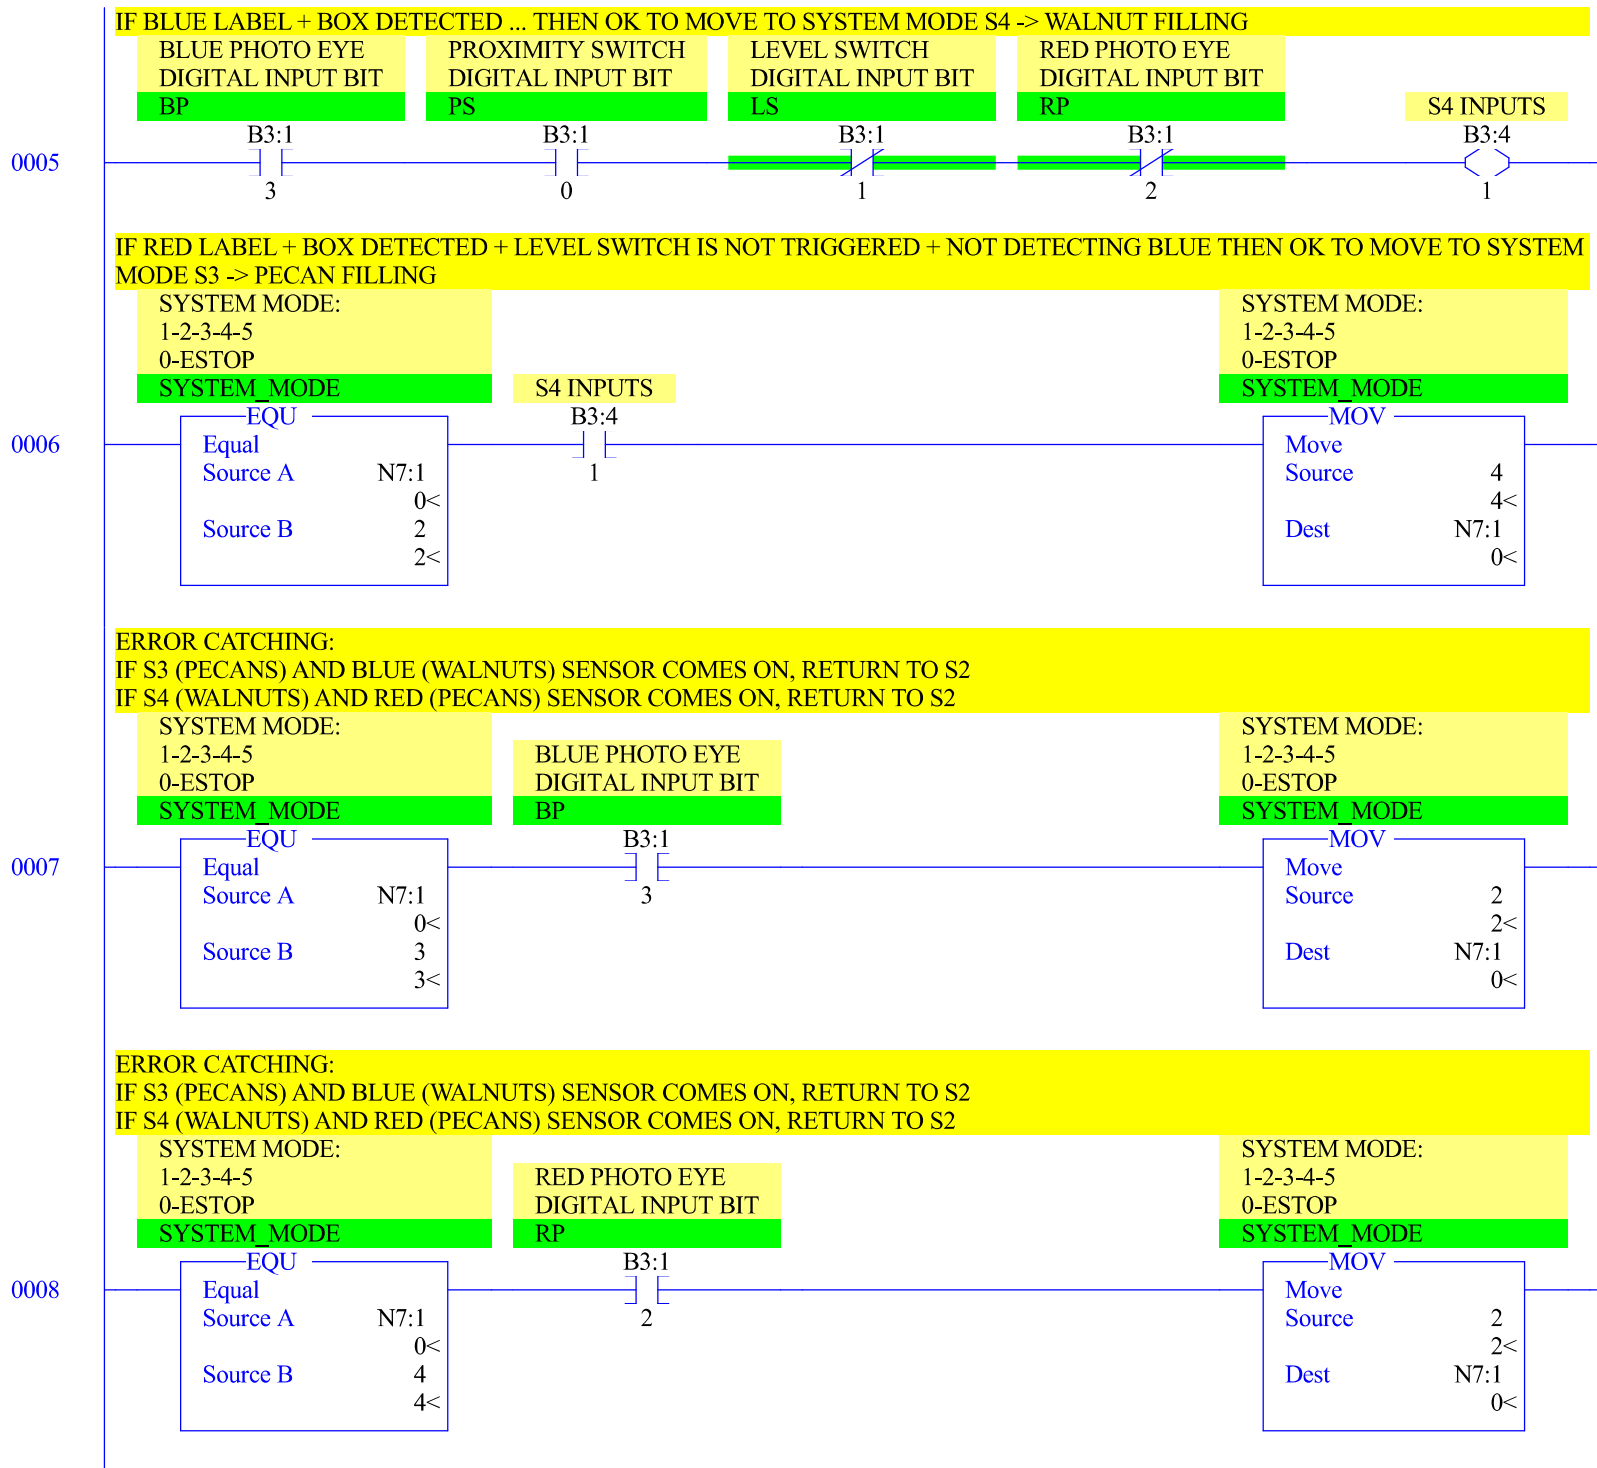 IF BLUE LABEL + BOX DETECTED ... THEN OK TO MOVE TO SYSTEM MODE S4 -> WALNUT FILLING
BLUE PHOTO EYE PROXIMITY SWITCH LEVEL SWITCH RED PHOTO EYE
DIGITAL INPUT BIT DIGITAL INPUT BIT DIGITAL INPUT BIT DIGITAL INPUT BIT
BP PS LS RP S4 INPUTS
B3:1 B3:1 B3:1 B3:1 B3:4
0005
3 0 1 2 1
IF RED LABEL + BOX DETECTED + LEVEL SWITCH IS NOT TRIGGERED + NOT DETECTING BLUE THEN OK TO MOVE TO SYSTEM
MODE S3 -> PECAN FILLING
SYSTEM MODE: SYSTEM MODE:
1-2-3-4-5 1-2-3-4-5
0-ESTOP 0-ESTOP
SYSTEM_MODE S4 INPUTS SYSTEM_MODE
EQU B3:4 MOV
0006 Equal Move
Source A N7:1 1 Source 4
0< 4<
Source B 2 Dest N7:1
2< 0<
ERROR CATCHING:
IF S3 (PECANS) AND BLUE (WALNUTS) SENSOR COMES ON, RETURN TO S2
IF S4 (WALNUTS) AND RED (PECANS) SENSOR COMES ON, RETURN TO S2
SYSTEM MODE: SYSTEM MODE:
1-2-3-4-5 BLUE PHOTO EYE 1-2-3-4-5
0-ESTOP DIGITAL INPUT BIT 0-ESTOP
SYSTEM_MODE BP SYSTEM_MODE
EQU B3:1 MOV
0007 Equal Move
Source A N7:1 3 Source 2
0< 2<
Source B 3 Dest N7:1
3< 0<
ERROR CATCHING:
IF S3 (PECANS) AND BLUE (WALNUTS) SENSOR COMES ON, RETURN TO S2
IF S4 (WALNUTS) AND RED (PECANS) SENSOR COMES ON, RETURN TO S2
SYSTEM MODE: SYSTEM MODE:
1-2-3-4-5 RED PHOTO EYE 1-2-3-4-5
0-ESTOP DIGITAL INPUT BIT 0-ESTOP
SYSTEM_MODE RP SYSTEM_MODE
EQU B3:1 MOV
0008 Equal Move
Source A N7:1 2 Source 2
0< 2<
Source B 4 Dest N7:1
4< 0<